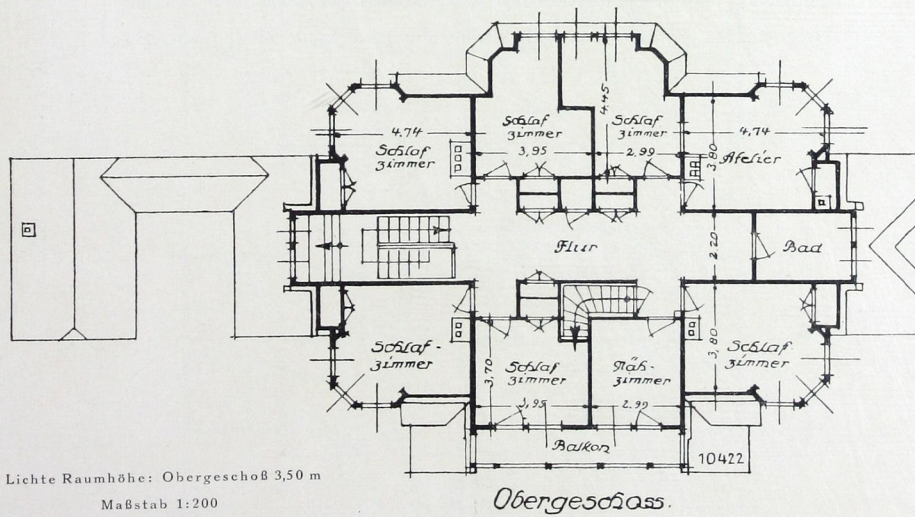 4.74
Schlaf
zimmer
Schlaf
zimmer
3,95
4.45
Schlaf
zimmer
2,99
3,80
4,74
Atelier
Flur
2,20
Bad
Schlaf-
zimmer
3,70
Schlaf
zimmer
3,95
Näh-
zimmer
2,99
3,80
Schlaf-
zimmer
Balkon
10422
Lichte Raumhöhe: Obergeschoß 3,50 m
Maßstab 1:200
Obergeschoss.